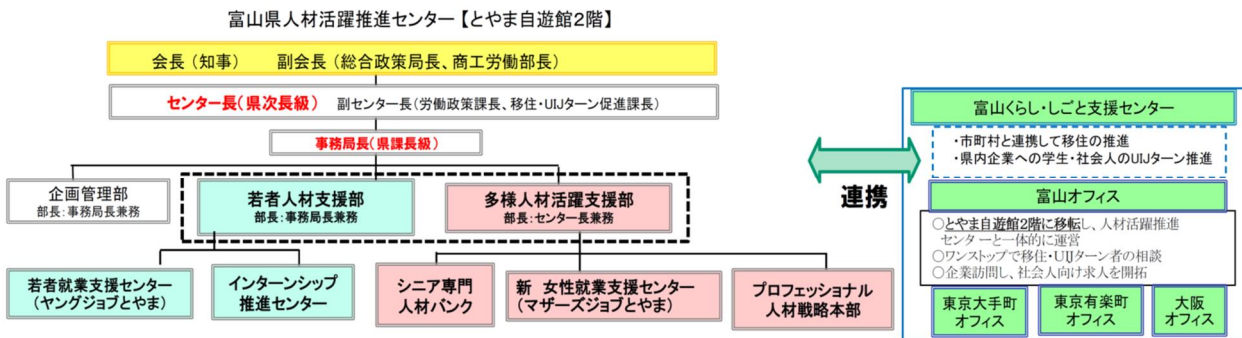 富山県人材活躍推進センター【とやま自遊館2階】
会長（知事）　副会長（総合政策局長、商工労働部長）
センター長（県次長級）　副センター長（労働政策課長、移住・UIJターン促進課長）
事務局長（県課長級）
企画管理部
部長：事務局長兼務
若者人材支援部
部長：事務局長兼務
多様人材活躍支援部
部長：センター長兼務
若者就業支援センター
（ヤングジョブとやま）
インターンシップ
推進センター
シニア専門
人材バンク
新　女性就業支援センター
（マザーズジョブとやま）
プロフェッショナル
人材戦略本部
連携
富山くらし・しごと支援センター
・市町村と連携して移住の推進
・県内企業への学生・社会人のUIJターン推進
富山オフィス
○とやま自遊館2階に移転し、人材活躍推進
センターと一体的に運営
○ワンストップで移住・UIJターン者の相談
○企業訪問し、社会人向け求人を開拓
東京大手町
オフィス
東京有楽町
オフィス
大阪
オフィス